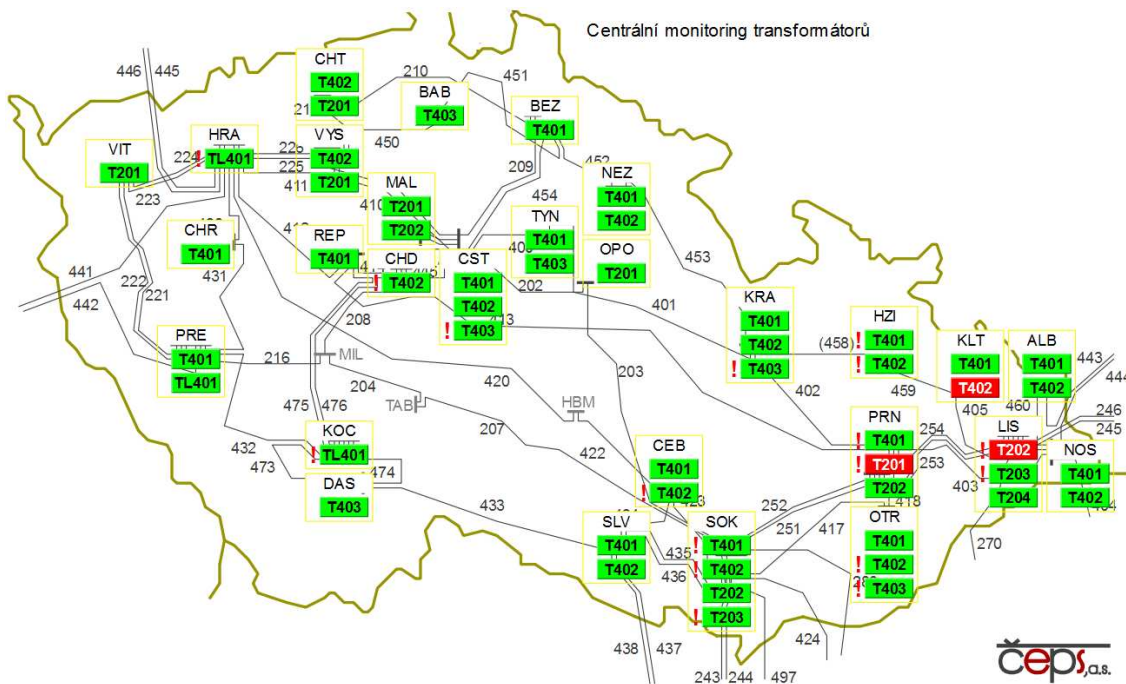 Centrální monitoring transformátorů
446
445
CHT
T402
T201
210
451
BAB
T403
BEZ
T401
450
HRA
TL401
VYS
T402
T201
VIT
T201
224
223
225
411
209
452
NEZ
T401
T402
MAL
T201
T202
410
454
TYN
T401
T403
CHR
T401
REP
T401
CHD
T402
CST
T401
T402
T403
OPO
T201
453
441
442
431
222
221
208
202
401
KRA
T401
T402
T403
HZI
T401
T402
(458)
KLT
T401
T402
ALB
T401
T402
443
444
PRE
T401
TL401
216
MIL
204
420
203
402
459
405
460
246
245
475
476
TAB
HBM
207
422
PRN
T401
T201
T202
254
253
LIS
T202
T203
T204
NOS
T401
T402
KOC
TL401
432
473
474
DAS
T403
433
CEB
T401
T402
252
251
418
403
SLV
T401
T402
435
436
SOK
T401
T402
T202
T203
417
OTR
T401
T402
T403
270
438
437
424
243
244
497
čeps,a.s.